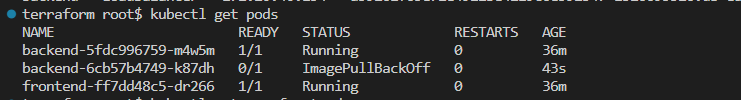 terraform root$ kubectl get pods
NAME READY STATUS RESTARTS AGE
backend-5fdc996759-m4w5m 1/1 Running 0 36m
backend-6cb57b4749-k87dh 0/1 ImagePullBackOff 0 43s
frontend-ff7dd48c5-dr266 1/1 Running 0 36m